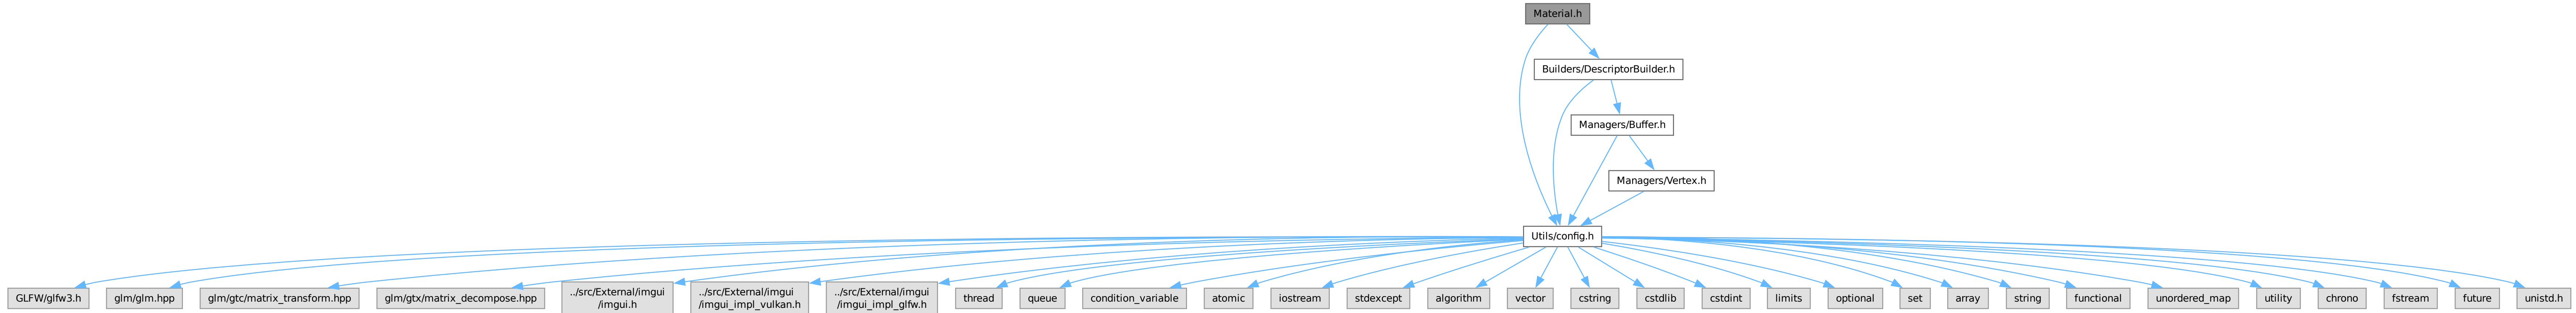 Material.h
Builders/DescriptorBuilder.h
Managers/Buffer.h
Managers/Vertex.h
Utils/config.h
GLFW/glfw3.h
glm/glm.hpp
glm/gtc/matrix_transform.hpp
glm/gtx/matrix_decompose.hpp
../src/External/imgui
/imgui.h
../src/External/imgui
/imgui_impl_vulkan.h
../src/External/imgui
/imgui_impl_glfw.h
thread
queue
condition_variable
atomic
iostream
stdexcept
algorithm
vector
cstring
cstdlib
cstdint
limits
optional
set
array
string
functional
unordered_map
utility
chrono
fstream
future
unistd.h